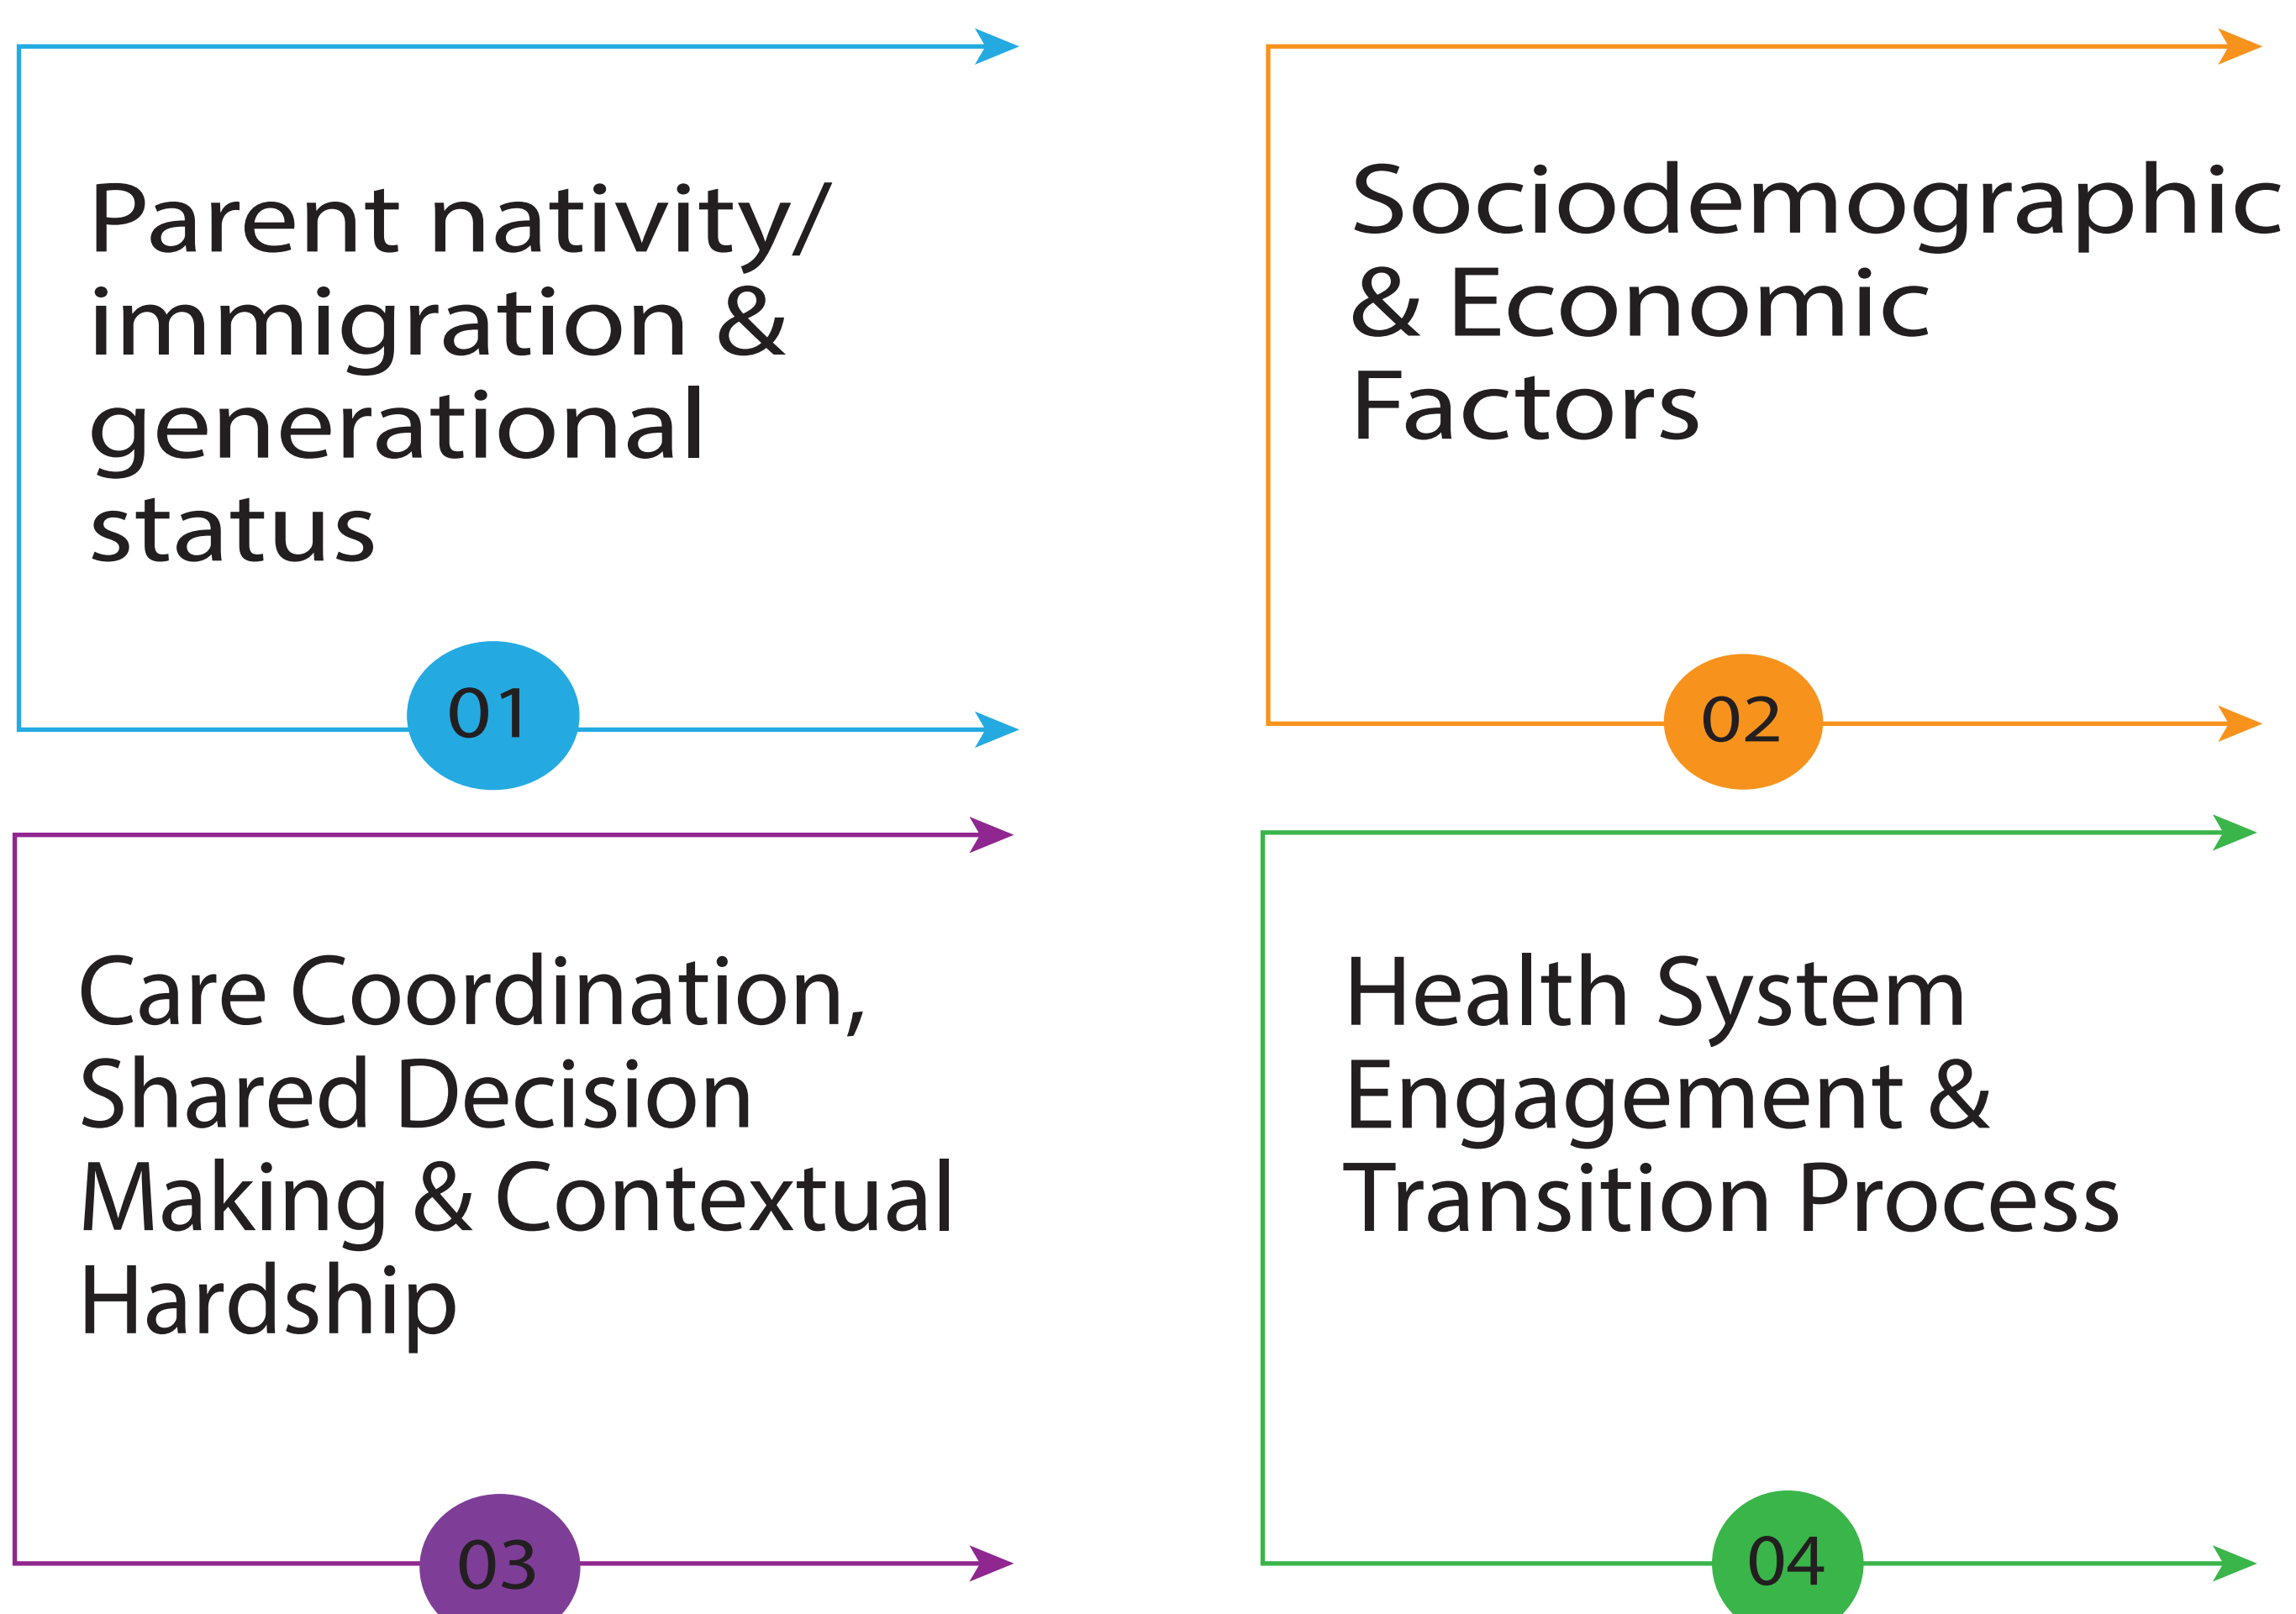 Parent nativity/
immigration &
generational
status
01
Sociodemographic
& Economic
Factors
02
Care Coordination,
Shared Decision
Making & Contextual
Hardship
03
Health System
Engagement &
Transition Process
04